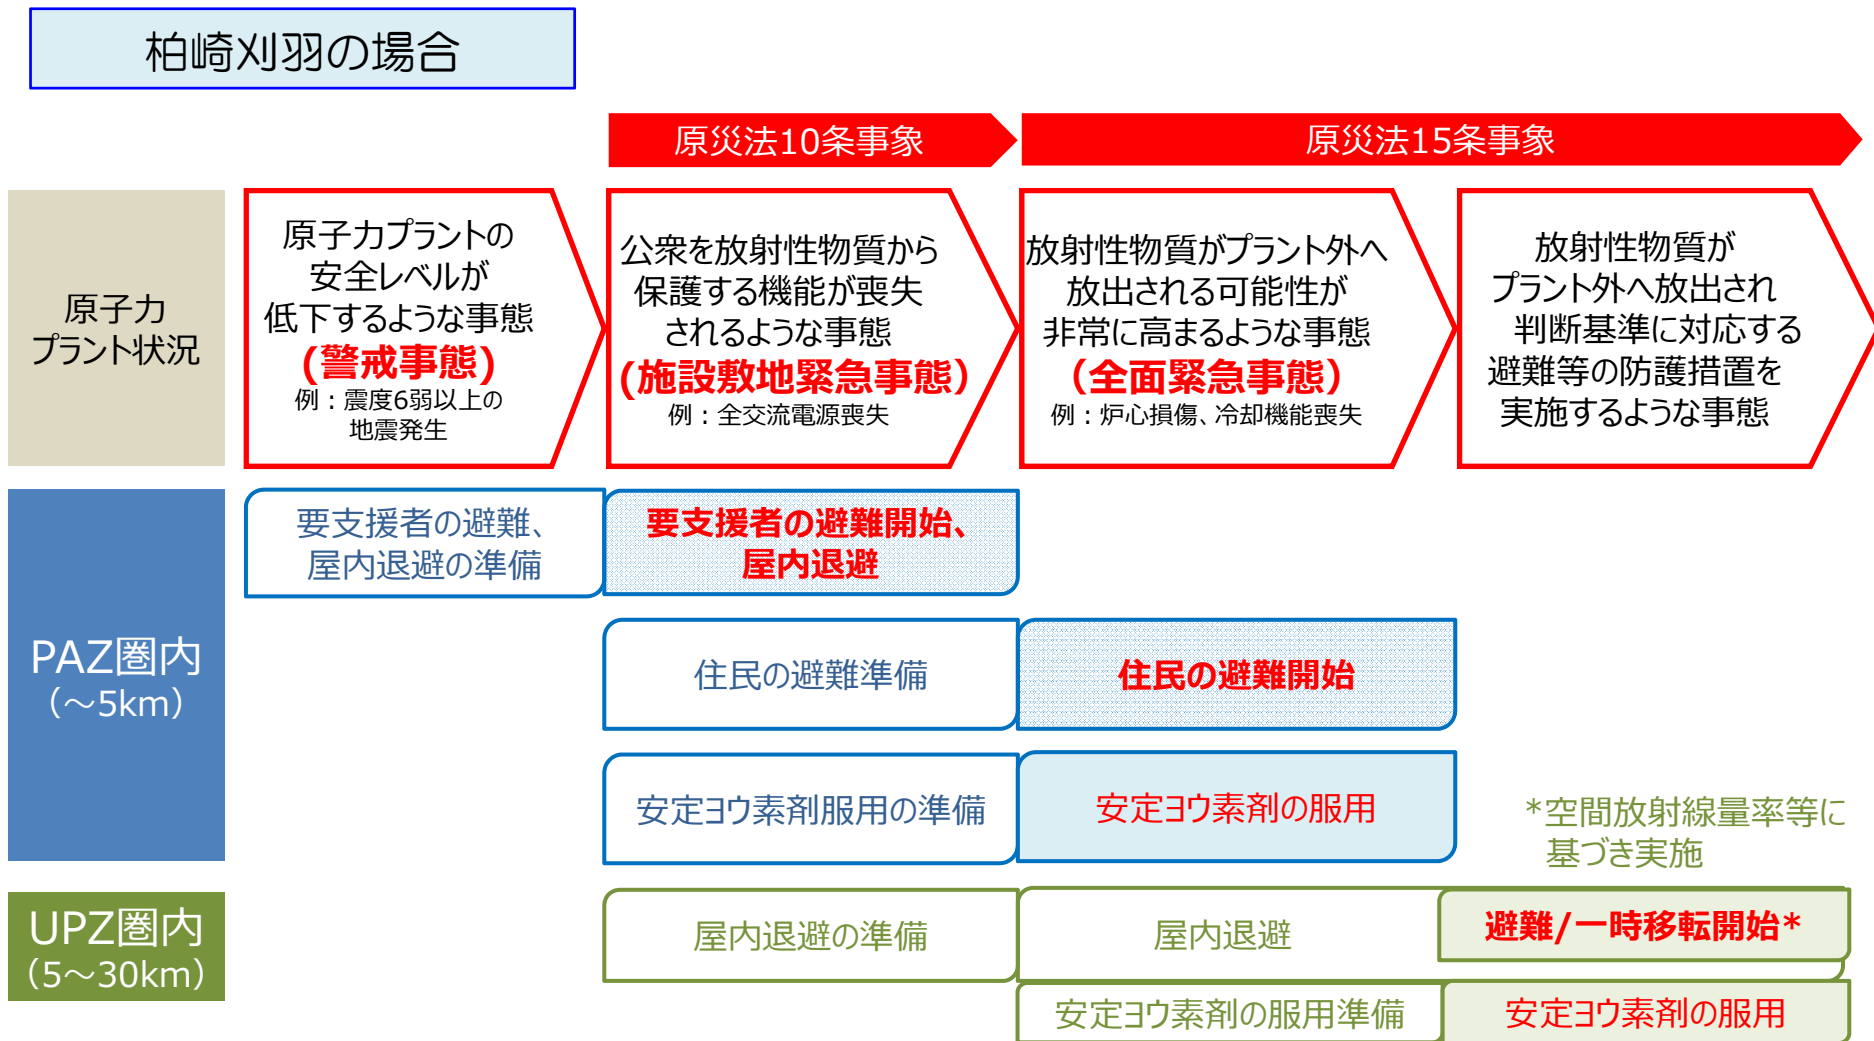 柏崎刈羽の場合
原災法10条事象
原災法15条事象
原子力
プラント状況
原子力プラントの
安全レベルが
低下するような事態
(警戒事態)
例：震度6弱以上の
地震発生
公衆を放射性物質から
保護する機能が喪失
されるような事態
(施設敷地緊急事態）
例：全交流電源喪失
放射性物質がプラント外へ
放出される可能性が
非常に高まるような事態
（全面緊急事態）
例：炉心損傷、冷却機能喪失
放射性物質が
プラント外へ放出され
判断基準に対応する
避難等の防護措置を
実施するような事態
PAZ圏内
（～5km）
要支援者の避難、
屋内退避の準備
要支援者の避難開始、
屋内退避
住民の避難準備
住民の避難開始
安定ヨウ素剤服用の準備
安定ヨウ素剤の服用
*空間放射線量率等に
基づき実施
UPZ圏内
（5～30km）
屋内退避の準備
屋内退避
避難/一時移転開始*
安定ヨウ素剤の服用準備
安定ヨウ素剤の服用